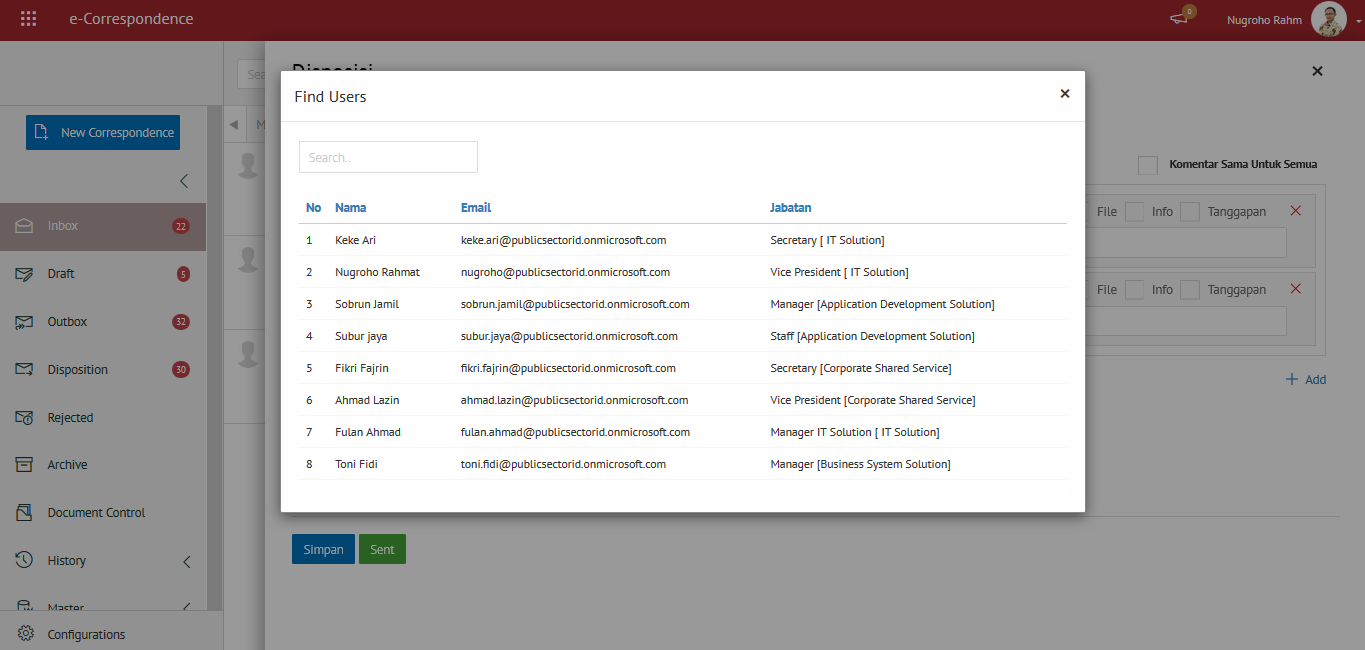 e-Correspondence
0
Nugroho Rahm
Sea
Disposisi
New Correspondence
M
Find Users
Search..
Komentar Sama Untuk Semua
No Nama Email Jabatan
1 Keke Ari keke.ari@publicsectorid.onmicrosoft.com Secretary [ IT Solution]
2 Nugroho Rahmat nugroho@publicsectorid.onmicrosoft.com Vice President [ IT Solution]
3 Sobrun Jamil sobrun.jamil@publicsectorid.onmicrosoft.com Manager [Application Development Solution]
4 Subur jaya subur.jaya@publicsectorid.onmicrosoft.com Staff [Application Development Solution]
5 Fikri Fajrin fikri.fajrin@publicsectorid.onmicrosoft.com Secretary [Corporate Shared Service]
6 Ahmad Lazin ahmad.lazin@publicsectorid.onmicrosoft.com Vice President [Corporate Shared Service]
7 Fulan Ahmad fulan.ahmad@publicsectorid.onmicrosoft.com Manager IT Solution [ IT Solution]
8 Toni Fidi toni.fidi@publicsectorid.onmicrosoft.com Manager [Business System Solution]
File Info Tanggapan
File Info Tanggapan
Add
Inbox 22
Draft 5
Outbox 32
Disposition 30
Rejected
Archive
Document Control
History
Master
Configurations
Simpan Sent